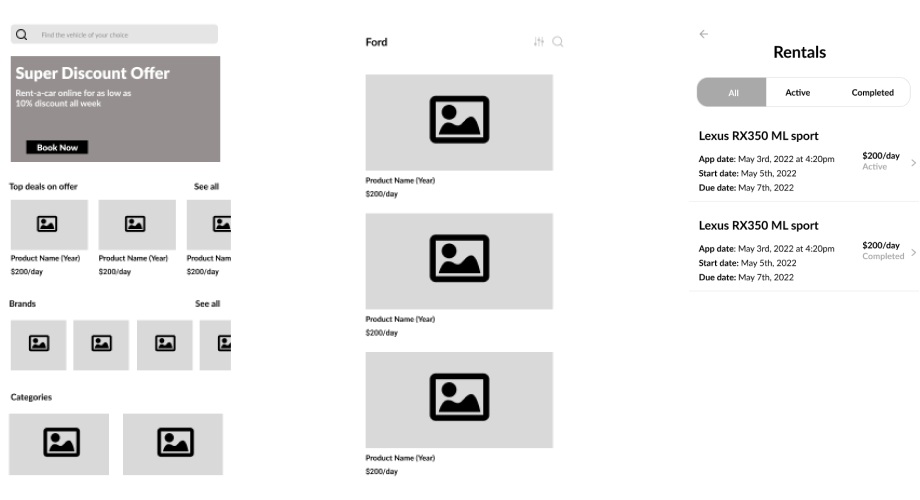 Find the vehicle of your choice
Super Discount Offer
Rent-a-car online for as low as
10% discount all week
Book Now
Top deals on offer
See all
Product Name (Year)
$200/day
Product Name (Year)
$200/day
Product Nam
$200/day
Brands
See all
Categories
Ford
Product Name (Year)
$200/day
Product Name (Year)
$200/day
Product Name (Year)
$200/day
Rentals
All
Active
Completed
Lexus RX350 ML sport
App date: May 3rd, 2022 at 4:20pm
Start date: May 5th, 2022
Due date: May 7th, 2022
$200/day
Active
Lexus RX350 ML sport
App date: May 3rd, 2022 at 4:20pm
Start date: May 5th, 2022
Due date: May 7th, 2022
$200/day
Completed